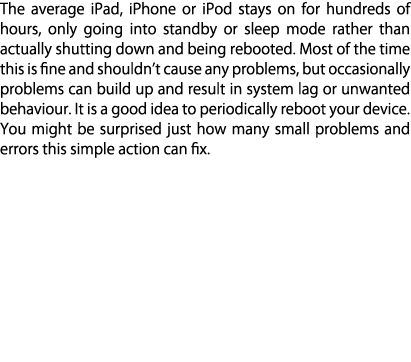 The average iPad, iPhone or iPod stays on for hundreds of
hours, only going into standby or sleep mode rather than
actually shutting down and being rebooted. Most of the time
this is fine and shouldn’t cause any problems, but occasionally
problems can build up and result in system lag or unwanted
behaviour. It is a good idea to periodically reboot your device.
You might be surprised just how many small problems and
errors this simple action can fix.